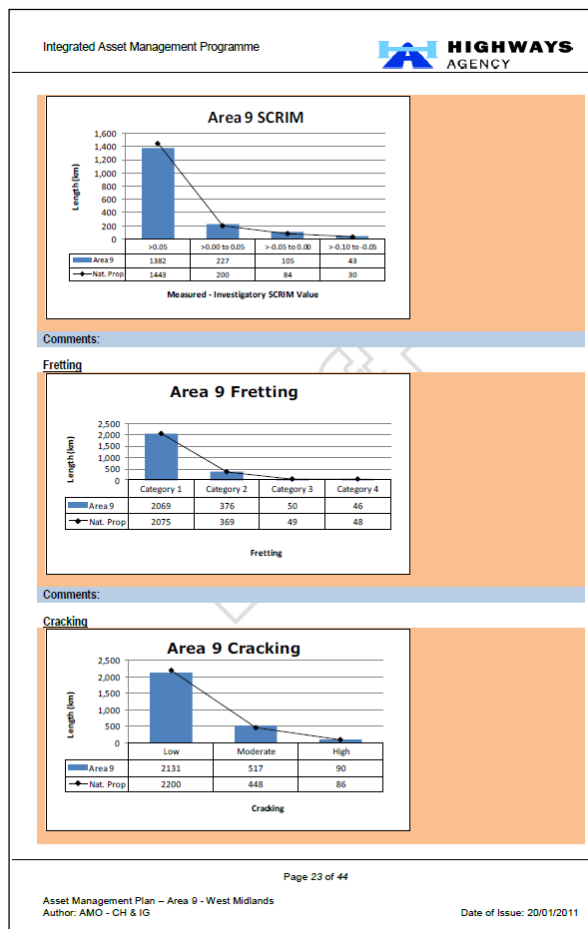 Integrated Asset Management Programme
HIGHWAYS
AGENCY
Area 9 SCRIM
Length (km)
1,600
1,400
1,200
1,000
800
600
400
200
0
>0.05 >0.00 to 0.05 >-0.05 to 0.00 >-0.10 to -0.05
Area 9 1382 227 105 43
Nat. Prop 1443 200 84 30
Measured - Investigatory SCRIM Value
Comments:
Fretting
Area 9 Fretting
Length (km)
2,500
2,000
1,500
1,000
500
0
Category 1 Category 2 Category 3 Category 4
Area 9 2069 376 50 46
Nat. Prop 2075 369 49 48
Fretting
Comments:
Cracking
Area 9 Cracking
Length (km)
2,500
2,000
1,500
1,000
500
0
Low Moderate High
Area 9 2131 517 90
Nat. Prop 2200 448 86
Cracking
Page 23 of 44
Asset Management Plan – Area 9 - West Midlands
Author: AMO - CH & IG Date of Issue: 20/01/2011